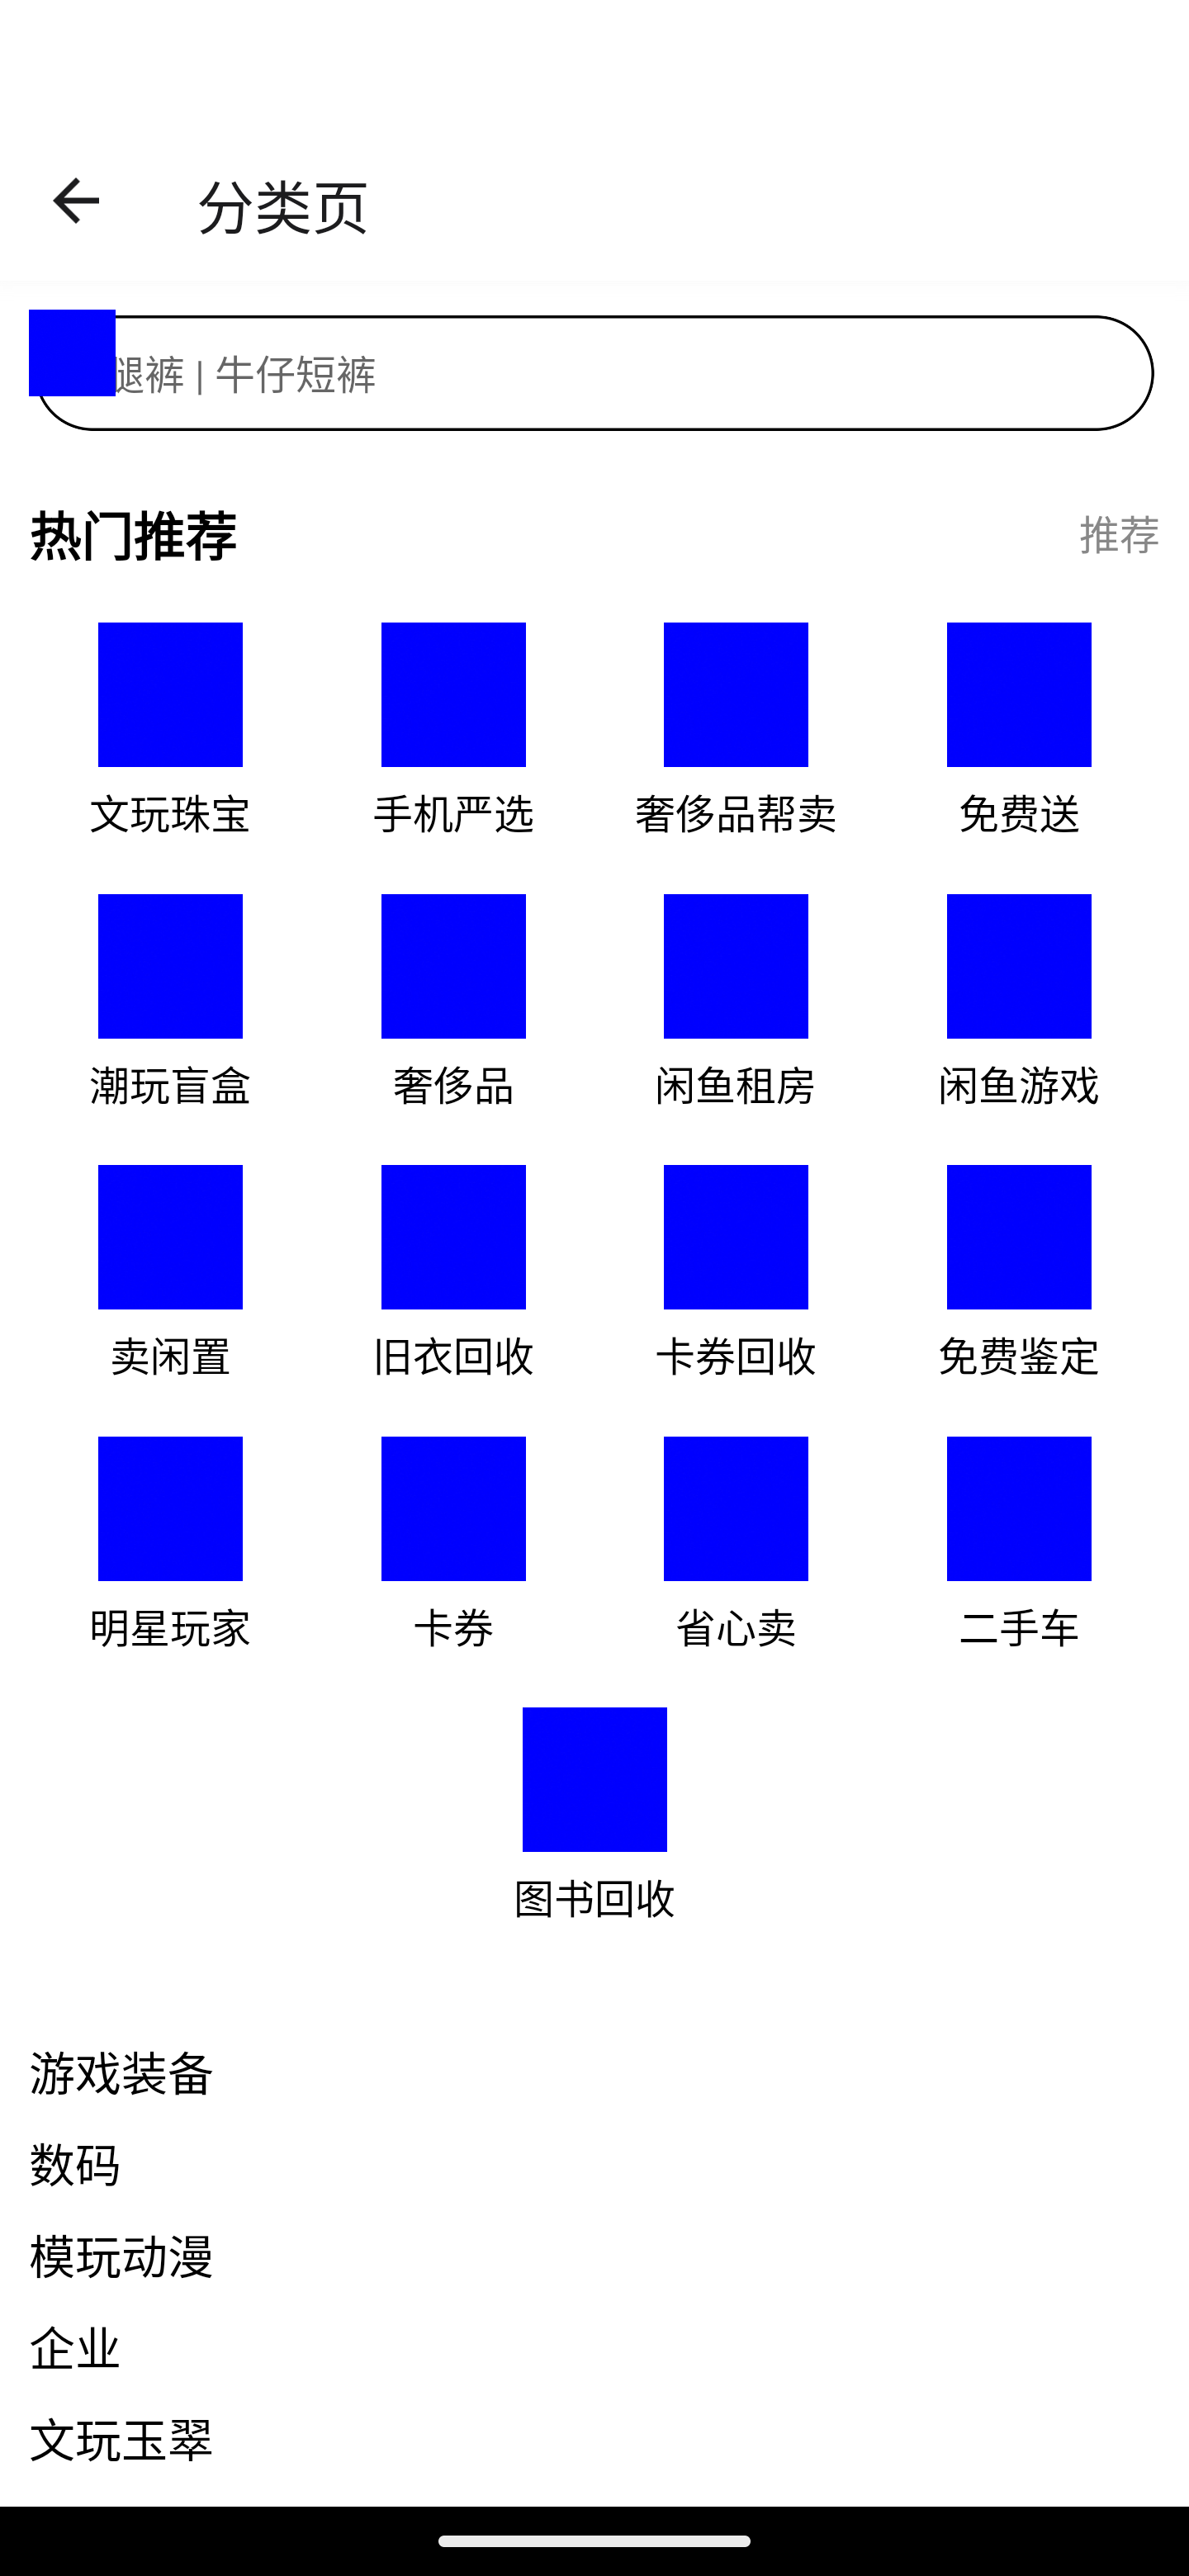 分类页
腿裤 | 牛仔短裤
热门推荐
推荐
文玩珠宝 手机严选 奢侈品帮卖 免费送
潮玩盲盒 奢侈品 闲鱼租房 闲鱼游戏
卖闲置 旧衣回收 卡券回收 免费鉴定
明星玩家 卡券 省心卖 二手车
图书回收
游戏装备
数码
模玩动漫
企业
文玩玉翠